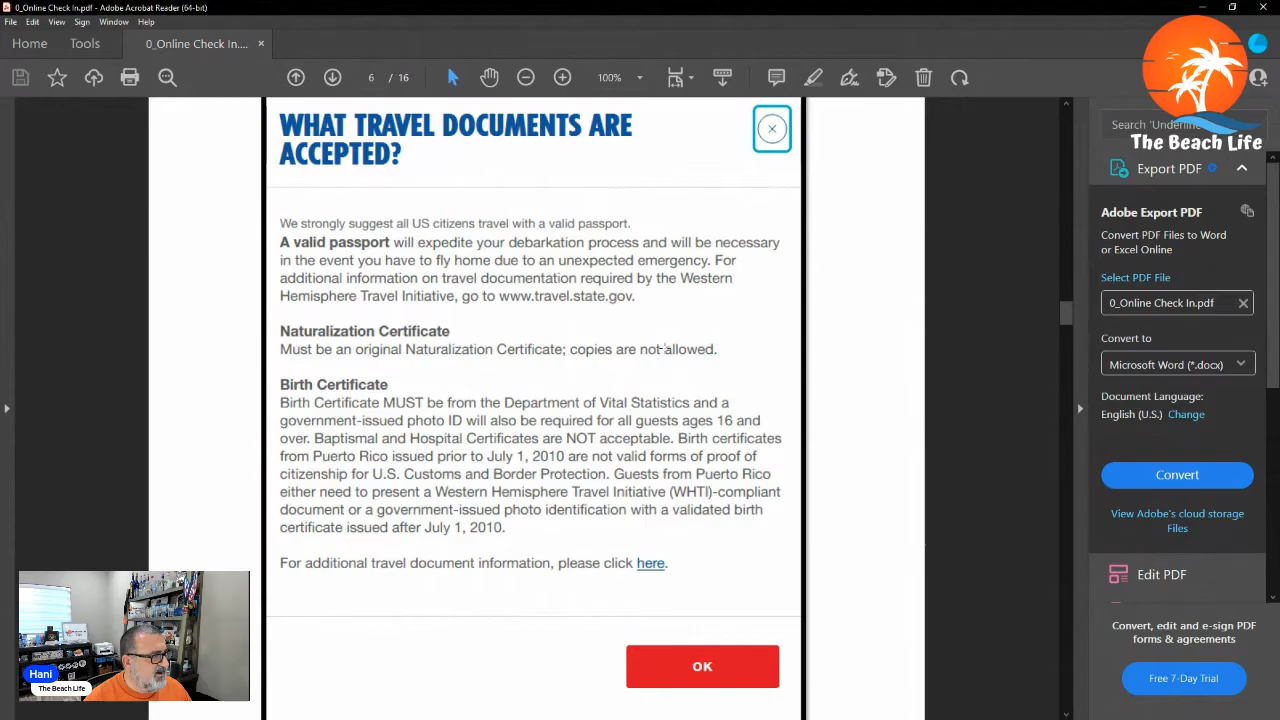 0_Online Check In.pdf - Adobe Acrobat Reader (64-bit)
File Edit View Sign Window Help
Home Tools 0_Online Check In.... ×
6 / 16 100%
The Beach Life
WHAT TRAVEL DOCUMENTS ARE
ACCEPTED?
We strongly suggest all US citizens travel with a valid passport.
A valid passport will expedite your debarkation process and will be necessary
in the event you have to fly home due to an unexpected emergency. For
additional information on travel documentation required by the Western
Hemisphere Travel Initiative, go to www.travel.state.gov.
Naturalization Certificate
Must be an original Naturalization Certificate; copies are not allowed.
Birth Certificate
Birth Certificate MUST be from the Department of Vital Statistics and a
government-issued photo ID will also be required for all guests ages 16 and
over. Baptismal and Hospital Certificates are NOT acceptable. Birth certificates
from Puerto Rico issued prior to July 1, 2010 are not valid forms of proof of
citizenship for U.S. Customs and Border Protection. Guests from Puerto Rico
either need to present a Western Hemisphere Travel Initiative (WHTI)-compliant
document or a government-issued photo identification with a validated birth
certificate issued after July 1, 2010.
For additional travel document information, please click here.
OK
Search 'Underline
Export PDF
Adobe Export PDF
Convert PDF Files to Word
or Excel Online
Select PDF File
0_Online Check In.pdf
Convert to
Microsoft Word (*.docx)
Document Language:
English (U.S.) Change
Convert
View Adobe's cloud storage
Files
Edit PDF
Convert, edit and e-sign PDF
forms & agreements
Free 7-Day Trial
Hani
The Beach Life